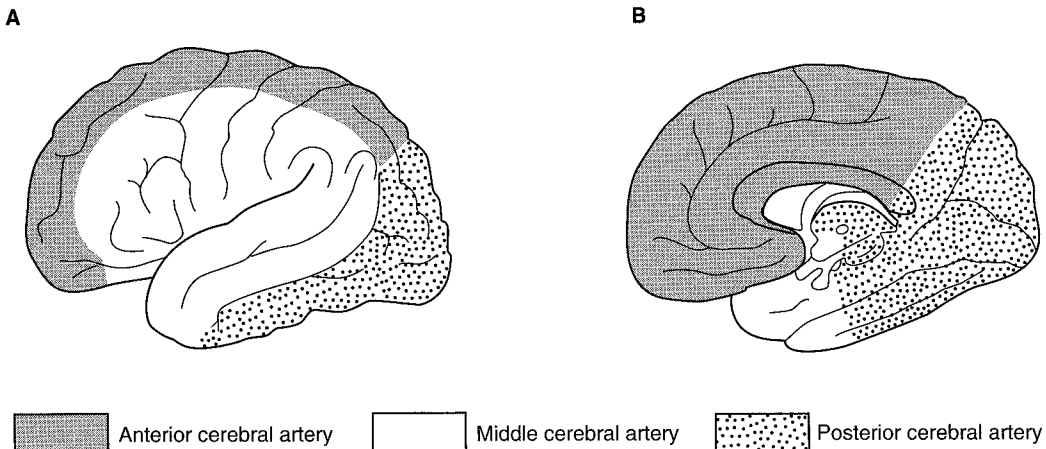 A
B
Anterior cerebral artery
Middle cerebral artery
Posterior cerebral artery